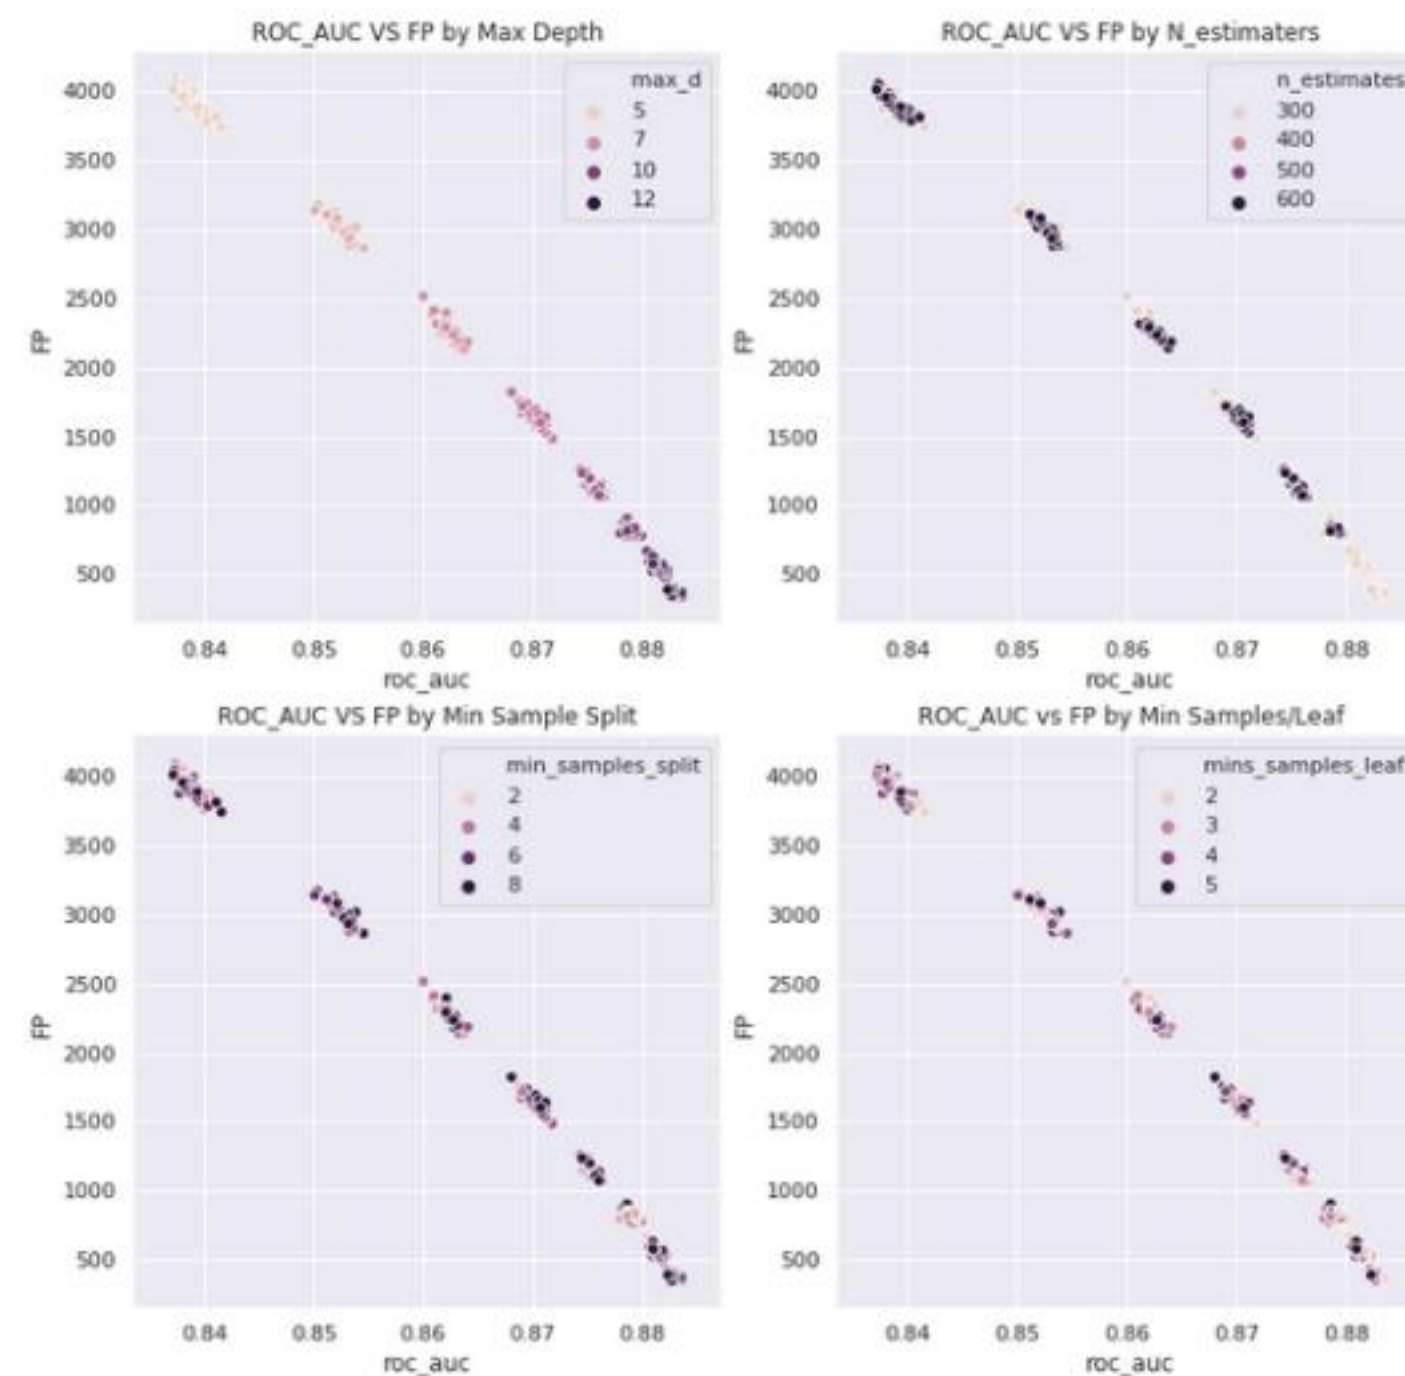 ROC_AUC VS FP by Max Depth
max_d
5
7
10
12
4000
3500
3000
2500
2000
1500
1000
500
FP
0.84 0.85 0.86 0.87 0.88
roc_auc
ROC_AUC VS FP by N_estimaters
n_estimates
300
400
500
600
4000
3500
3000
2500
2000
1500
1000
500
FP
0.84 0.85 0.86 0.87 0.88
roc_auc
ROC_AUC VS FP by Min Sample Split
min_samples_split
2
4
6
8
4000
3500
3000
2500
2000
1500
1000
500
FP
0.84 0.85 0.86 0.87 0.88
roc_auc
ROC_AUC vs FP by Min Samples/Leaf
mins_samples_leaf
2
3
4
5
4000
3500
3000
2500
2000
1500
1000
500
FP
0.84 0.85 0.86 0.87 0.88
roc_auc